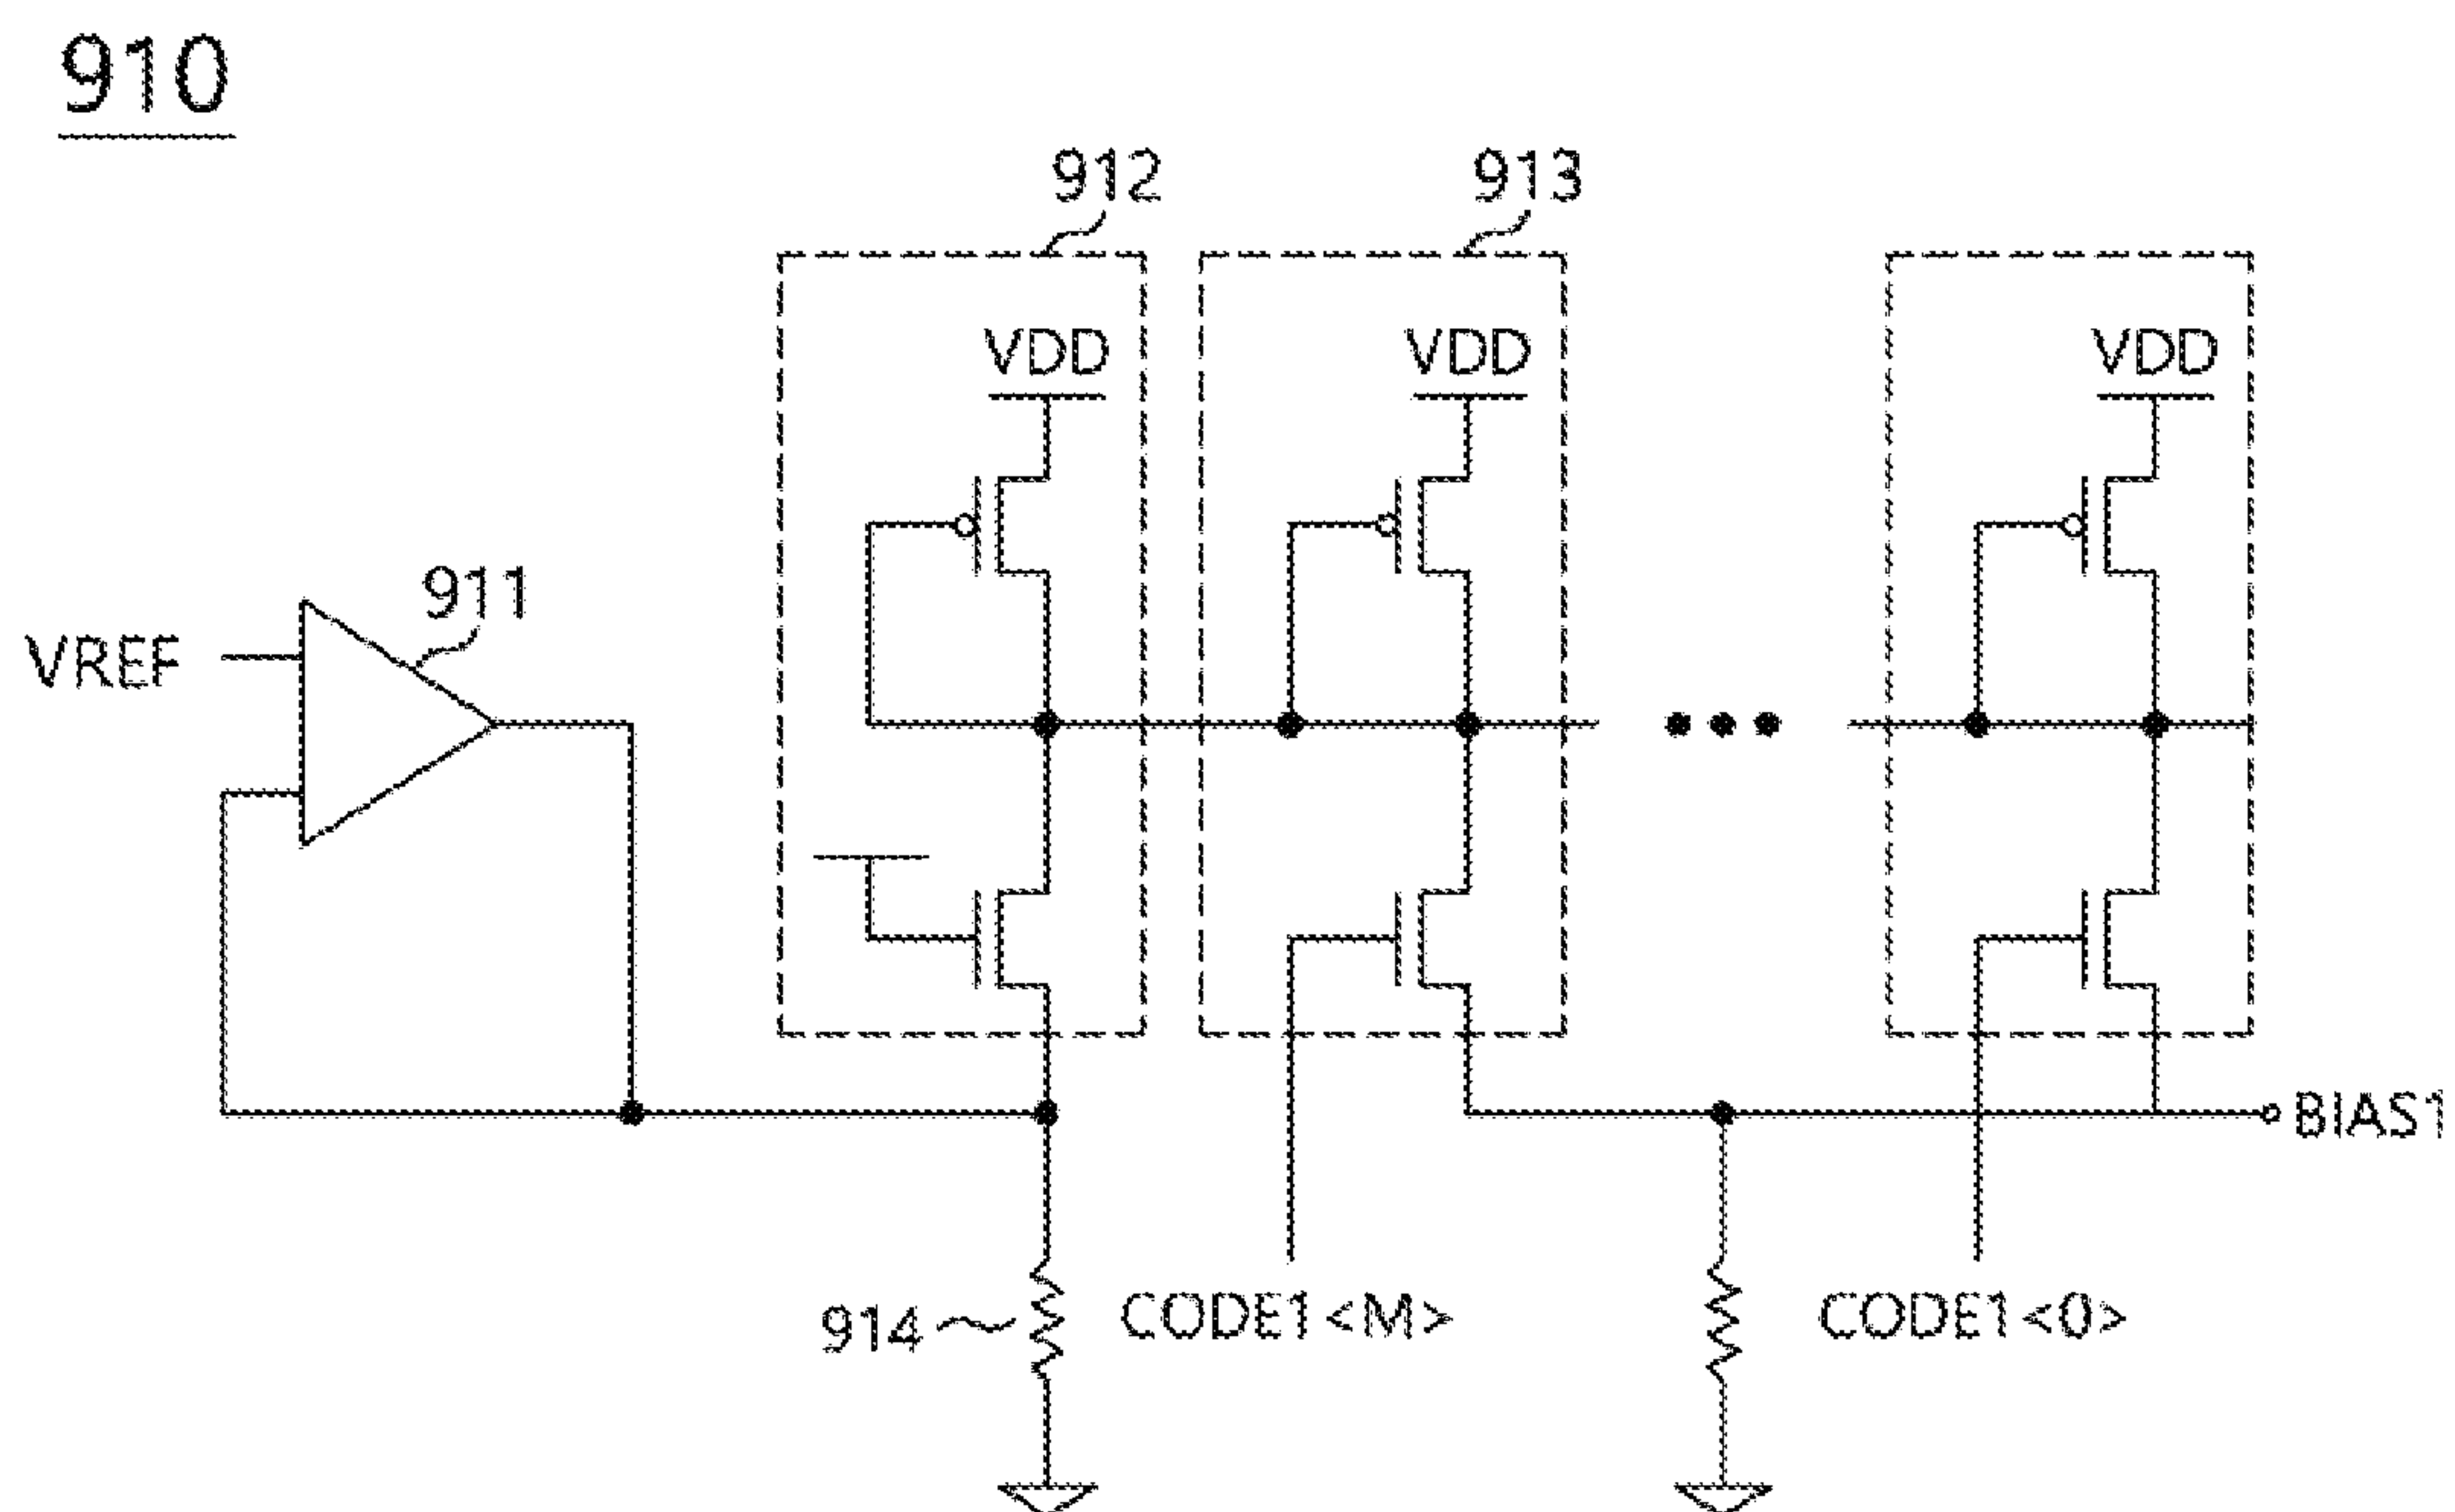 910
912
913
VDD
VDD
VDD
911
VREF
BIAS1
914
CODE1<M>
CODE1<0>